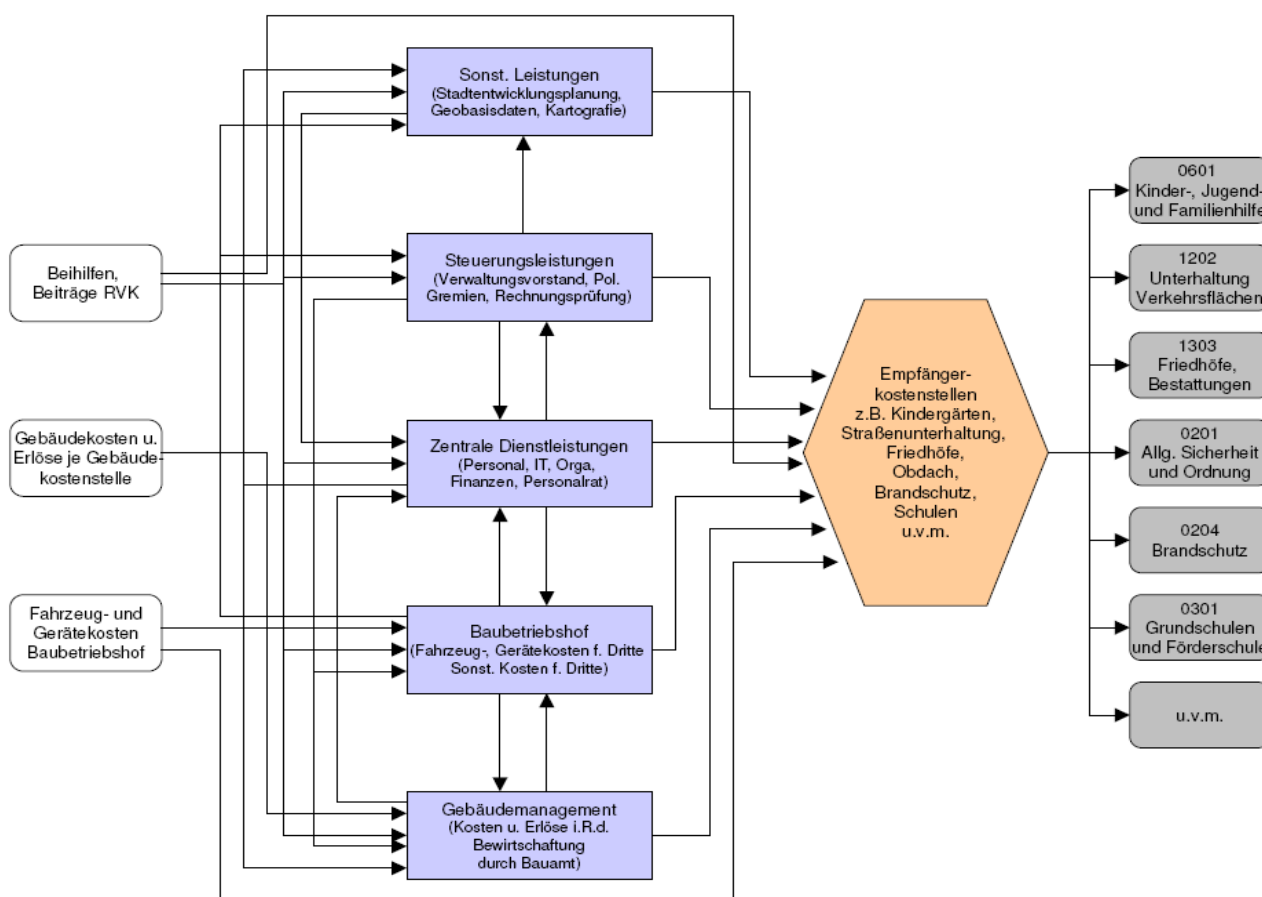 Beihilfen,
Beiträge RVK
Gebäudekosten u.
Erlöse je Gebäude-
kostenstelle
Fahrzeug- und
Gerätekosten
Baubetriebshof
Sonst. Leistungen
(Stadtentwicklungsplanung,
Geobasisdaten, Kartografie)
Steuerungsleistungen
(Verwaltungsvorstand, Pol.
Gremien, Rechnungsprüfung)
Zentrale Dienstleistungen
(Personal, IT, Orga,
Finanzen, Personalrat)
Baubetriebshof
(Fahrzeug-, Gerätekosten f. Dritte
Sonst. Kosten f. Dritte)
Gebäudemanagement
(Kosten u. Erlöse i.R.d.
Bewirtschaftung
durch Bauamt)
Empfänger-
kostenstellen
z.B. Kindergärten,
Straßenunterhaltung,
Friedhöfe,
Obdach,
Brandschutz,
Schulen
u.v.m.
0601
Kinder-, Jugend-
und Familienhilfe
1202
Unterhaltung
Verkehrsflächen
1303
Friedhöfe,
Bestattungen
0201
Allg. Sicherheit
und Ordnung
0204
Brandschutz
0301
Grundschulen
und Förderschule
u.v.m.